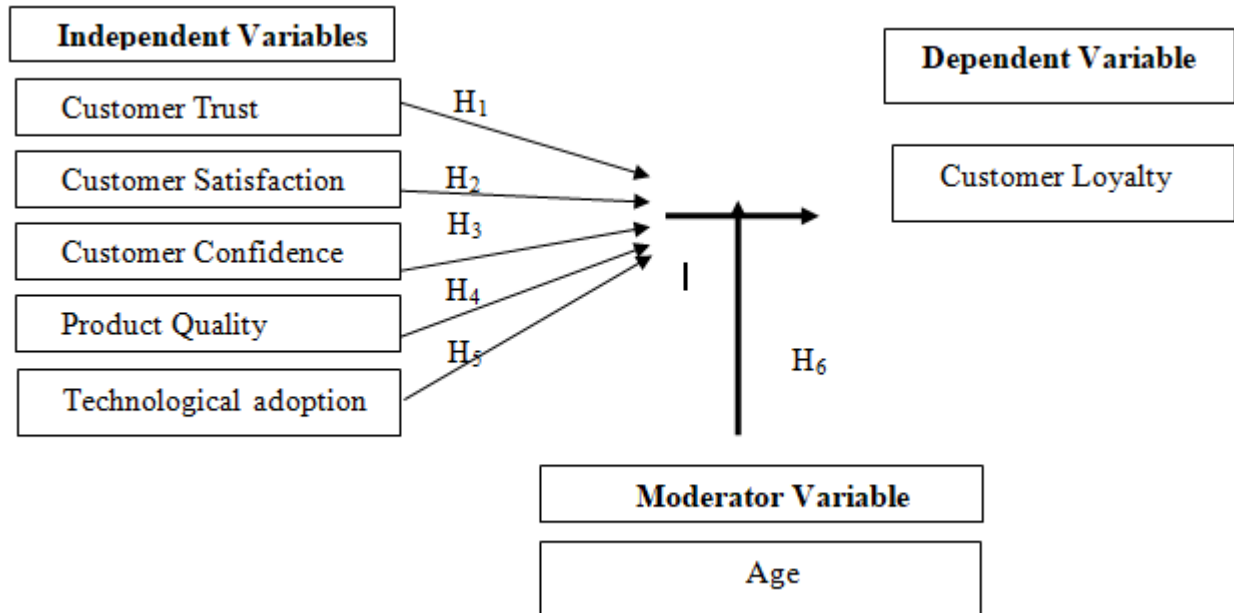 Independent Variables
Customer Trust
Customer Satisfaction
Customer Confidence
Product Quality
Technological adoption
H₁
H₂
H₃
H₄
H₅
Dependent Variable
Customer Loyalty
H₆
Moderator Variable
Age